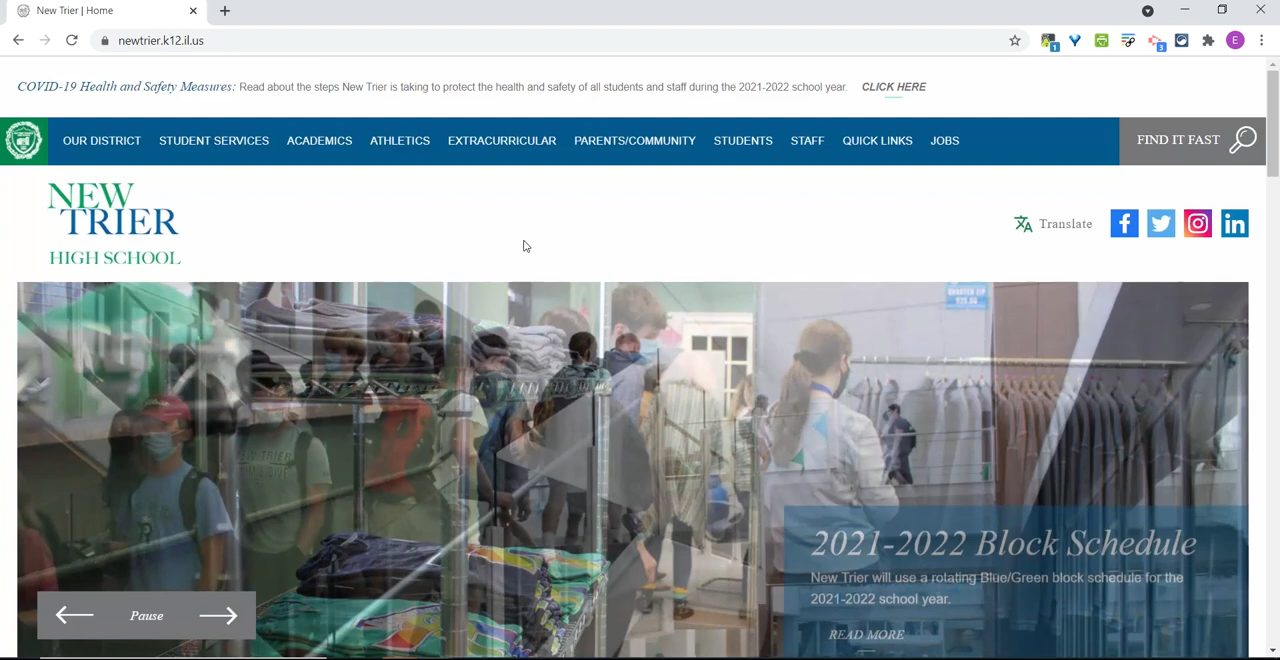 New Trier | Home
newtrier.k12.il.us
E
1
3
COVID-19 Health and Safety Measures: Read about the steps New Trier is taking to protect the health and safety of all students and staff during the 2021-2022 school year. CLICK HERE
OUR DISTRICT STUDENT SERVICES ACADEMICS ATHLETICS EXTRACURRICULAR PARENTS/COMMUNITY STUDENTS STAFF QUICK LINKS JOBS FIND IT FAST
NEW
TRIER
HIGH SCHOOL
Translate
2021-2022 Block Schedule
New Trier will use a rotating Blue/Green block schedule for the
2021-2022 school year.
READ MORE
Pause